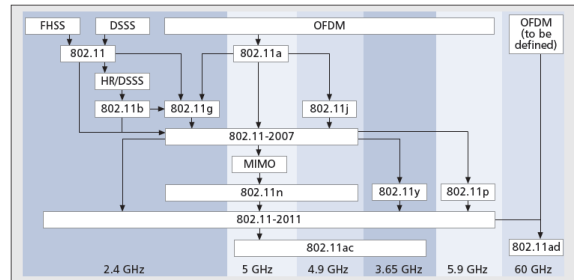 FHSS
DSSS
OFDM
OFDM
(to be
defined)
802.11
802.11a
HR/DSSS
802.11b
802.11g
802.11j
802.11-2007
MIMO
802.11n
802.11y
802.11p
802.11-2011
802.11ac
802.11ad
2.4 GHz
5 GHz
4.9 GHz
3.65 GHz
5.9 GHz
60 GHz